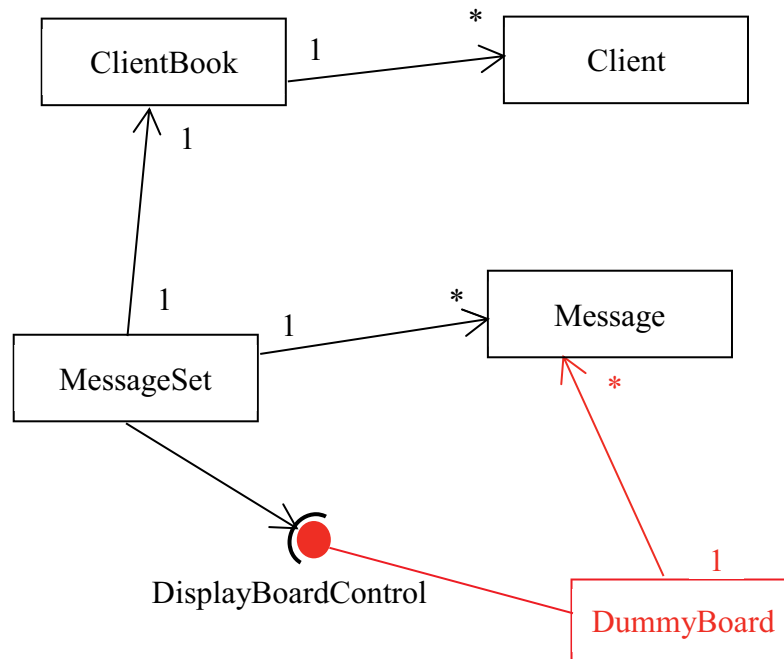 ClientBook
1
*
Client
1
1
MessageSet
1
*
Message
*
DisplayBoardControl
1
DummyBoard